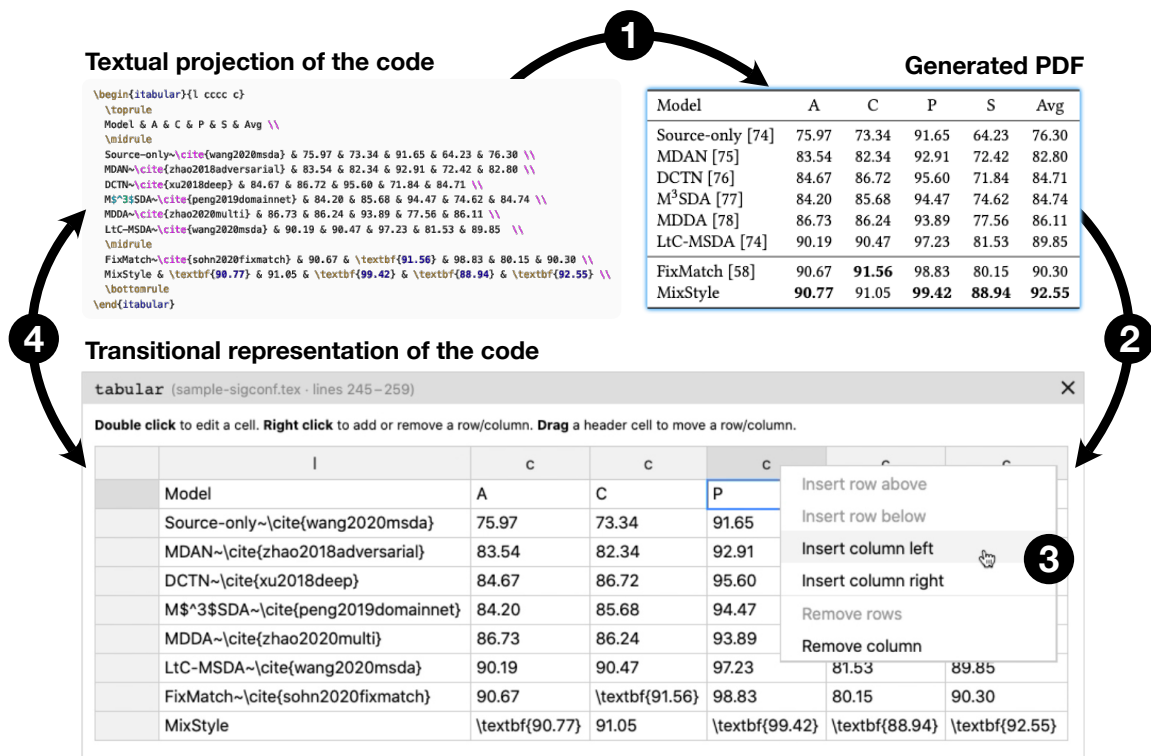 1
Textual projection of the code
Generated PDF
\begin{itabular}{l cccc c}
\toprule
Model & A & C & P & S & Avg \\
\midrule
Source-only~\cite{wang2020msda} & 75.97 & 73.34 & 91.65 & 64.23 & 76.30 \\
MDAN~\cite{zhao2018adversarial} & 83.54 & 82.34 & 92.91 & 72.42 & 82.80 \\
DCTN~\cite{xu2018deep} & 84.67 & 86.72 & 95.60 & 71.84 & 84.71 \\
M$^3$SDA~\cite{peng2019domainnet} & 84.20 & 85.68 & 94.47 & 74.62 & 84.74 \\
MDDA~\cite{zhao2020multi} & 86.73 & 86.24 & 93.89 & 77.56 & 86.11 \\
LtC-MSDA~\cite{wang2020msda} & 90.19 & 90.47 & 97.23 & 81.53 & 89.85 \\
\midrule
FixMatch~\cite{sohn2020fixmatch} & 90.67 & \textbf{91.56} & 98.83 & 80.15 & 90.30 \\
MixStyle & \textbf{90.77} & 91.05 & \textbf{99.42} & \textbf{88.94} & \textbf{92.55} \\
\bottomrule
\end{itabular}
Model A C P S Avg
Source-only [74] 75.97 73.34 91.65 64.23 76.30
MDAN [75] 83.54 82.34 92.91 72.42 82.80
DCTN [76] 84.67 86.72 95.60 71.84 84.71
M³SDA [77] 84.20 85.68 94.47 74.62 84.74
MDDA [78] 86.73 86.24 93.89 77.56 86.11
LtC-MSDA [74] 90.19 90.47 97.23 81.53 89.85
FixMatch [58] 90.67 91.56 98.83 80.15 90.30
MixStyle 90.77 91.05 99.42 88.94 92.55
4
2
Transitional representation of the code
tabular (sample-sigconf.tex · lines 245–259)
Double click to edit a cell. Right click to add or remove a row/column. Drag a header cell to move a row/column.
l c c c c c
Model A C P
Source-only~\cite{wang2020msda} 75.97 73.34 91.65
MDAN~\cite{zhao2018adversarial} 83.54 82.34 92.91
DCTN~\cite{xu2018deep} 84.67 86.72 95.60
M$^3$SDA~\cite{peng2019domainnet} 84.20 85.68 94.47
MDDA~\cite{zhao2020multi} 86.73 86.24 93.89
LtC-MSDA~\cite{wang2020msda} 90.19 90.47 97.23 81.53 89.85
FixMatch~\cite{sohn2020fixmatch} 90.67 \textbf{91.56} 98.83 80.15 90.30
MixStyle \textbf{90.77} 91.05 \textbf{99.42} \textbf{88.94} \textbf{92.55}
Insert row above
Insert row below
Insert column left
Insert column right
Remove rows
Remove column
3